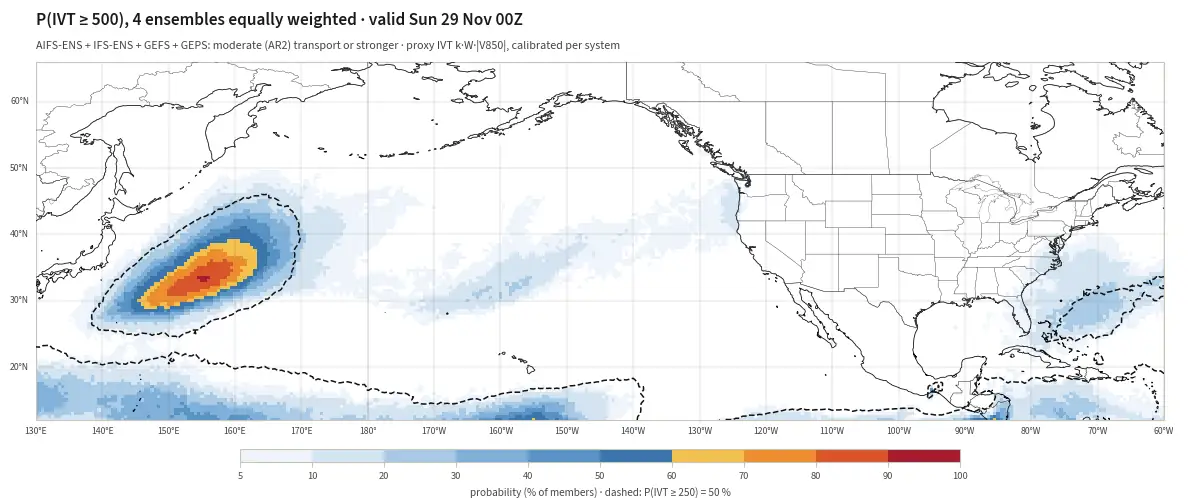 P(IVT ≥ 500), 4 ensembles equally weighted · valid Sun 29 Nov 00Z
AIFS-ENS + IFS-ENS + GEFS + GEPS: moderate (AR2) transport or stronger · proxy IVT k·W·|V850|, calibrated per system
60°N
50°N
40°N
30°N
20°N
130°E 140°E 150°E 160°E 170°E 180° 170°W 160°W 150°W 140°W 130°W 120°W 110°W 100°W 90°W 80°W 70°W 60°W
5 10 20 30 40 50 60 70 80 90 100
probability (% of members) · dashed: P(IVT ≥ 250) = 50 %